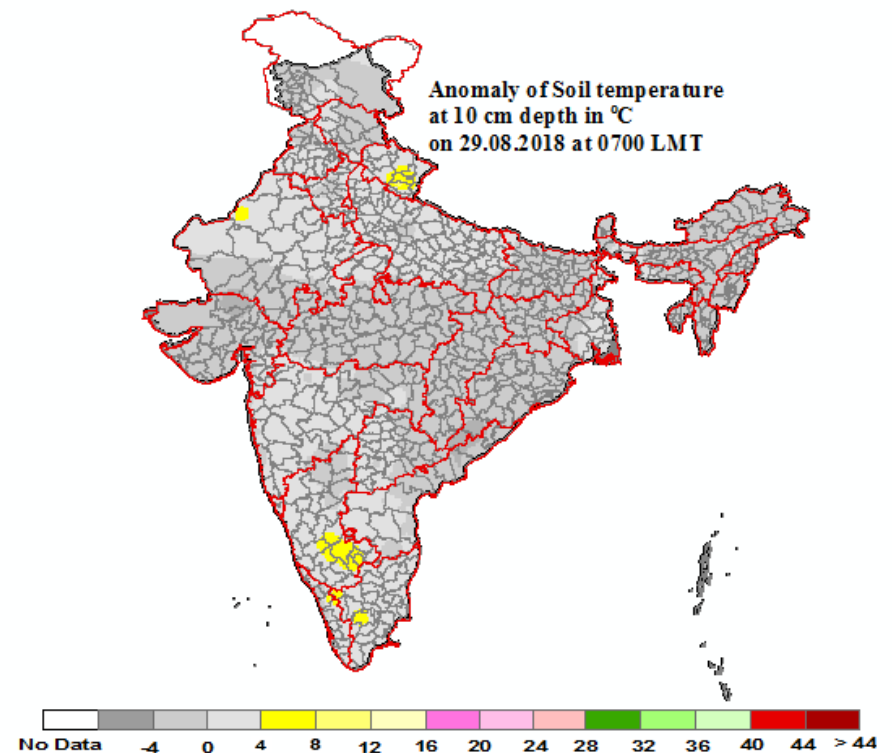 Anomaly of Soil temperature
at 10 cm depth in °C
on 29.08.2018 at 0700 LMT
No Data -4 0 4 8 12 16 20 24 28 32 36 40 44 > 44